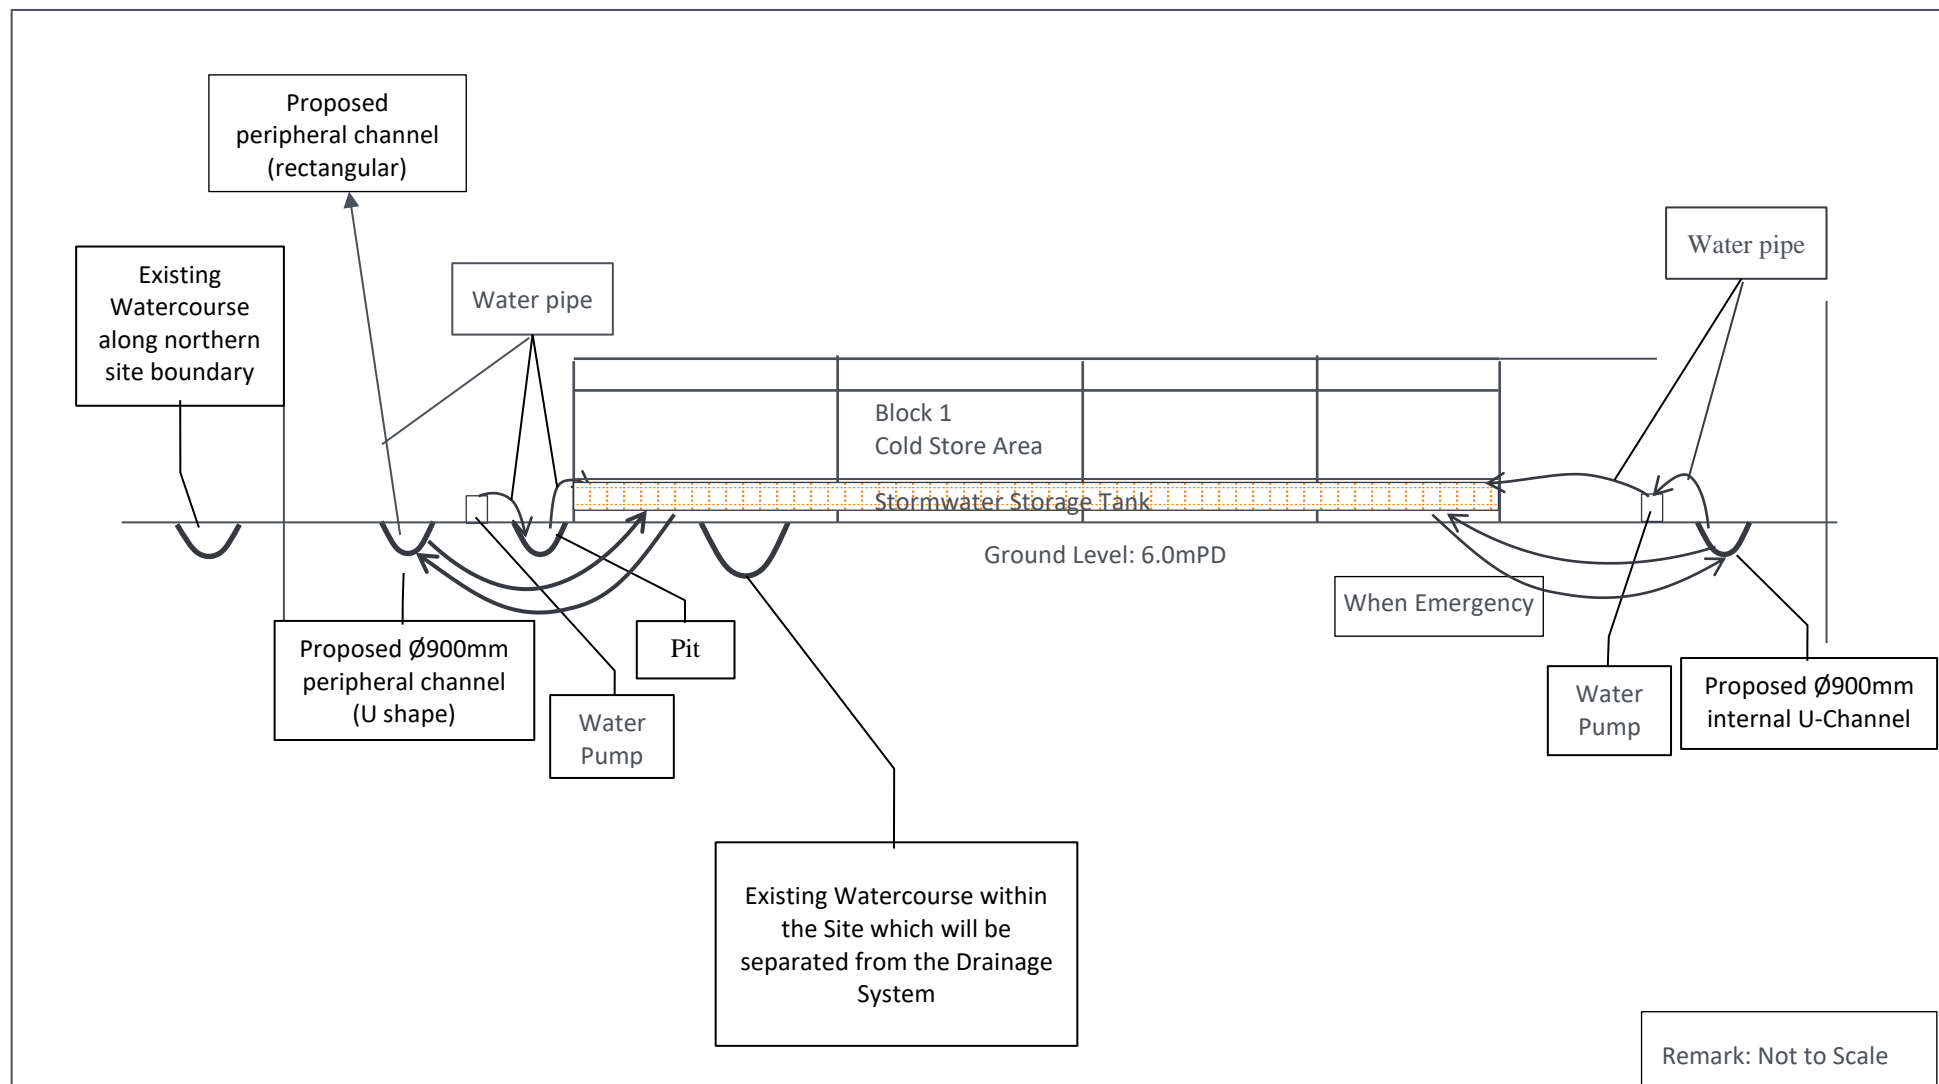 Proposed
peripheral channel
(rectangular)
Existing
Watercourse
along northern
site boundary
Water pipe
Water pipe
Block 1
Cold Store Area
Stormwater Storage Tank
Ground Level: 6.0mPD
When Emergency
Proposed Ø900mm
peripheral channel
(U shape)
Pit
Water
Pump
Water
Pump
Proposed Ø900mm
internal U-Channel
Existing Watercourse within
the Site which will be
separated from the Drainage
System
Remark: Not to Scale